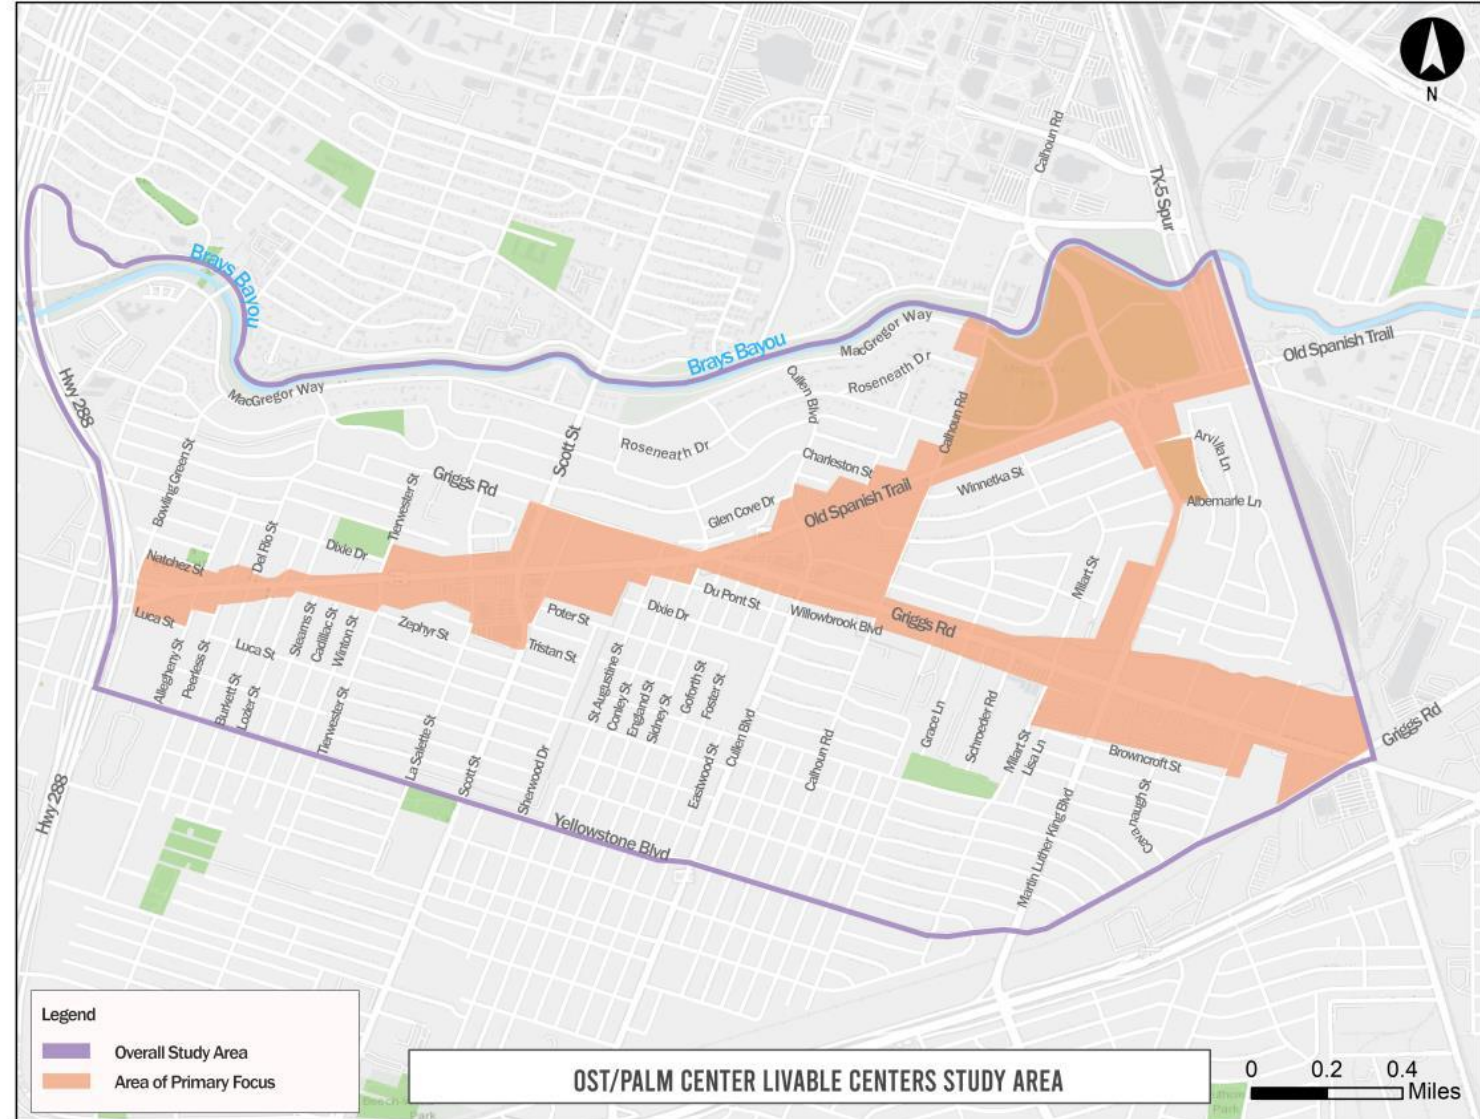 N
Calhoun Rd
TX-5 Spur
Brays Bayou
Old Spanish Trail
MacGregor Way
Brays Bayou
Roseneath Dr
Cullen Blvd
Hwy 288
MacGregor Way
Calhoun Rd
Scott St
Roseneath Dr
Arvilla Ln
Bowling Green St
Griggs Rd
Charleston St
Tierwester St
Winnetka St
Old Spanish Trail
Albemarle Ln
Glen Cove Dr
Del Rio St
Dixie Dr
Natchez St
Millart St
Luca St
Stearns St
Cadillac St
Winton St
Zephyr St
Poter St
Dixie Dr
Du Pont St
Willowbrook Blvd
Griggs Rd
Allegheny St
Peerless St
Luca St
Tristan St
Burkett St
Lozier St
Tierwester St
St Augustine St
Conley St
England St
Sidney St
Goforth St
Foster St
La Salette St
Scott St
Sherwood Dr
Eastwood St
Cullen Blvd
Calhoun Rd
Grace Ln
Schroeder Rd
Millart St
Lisa Ln
Browncroft St
Griggs Rd
Hwy 288
Yellowstone Blvd
Martin Luther King Blvd
Cavanaugh St
Legend
Overall Study Area
Area of Primary Focus
OST/PALM CENTER LIVABLE CENTERS STUDY AREA
0 0.2 0.4
Miles
Park
Park